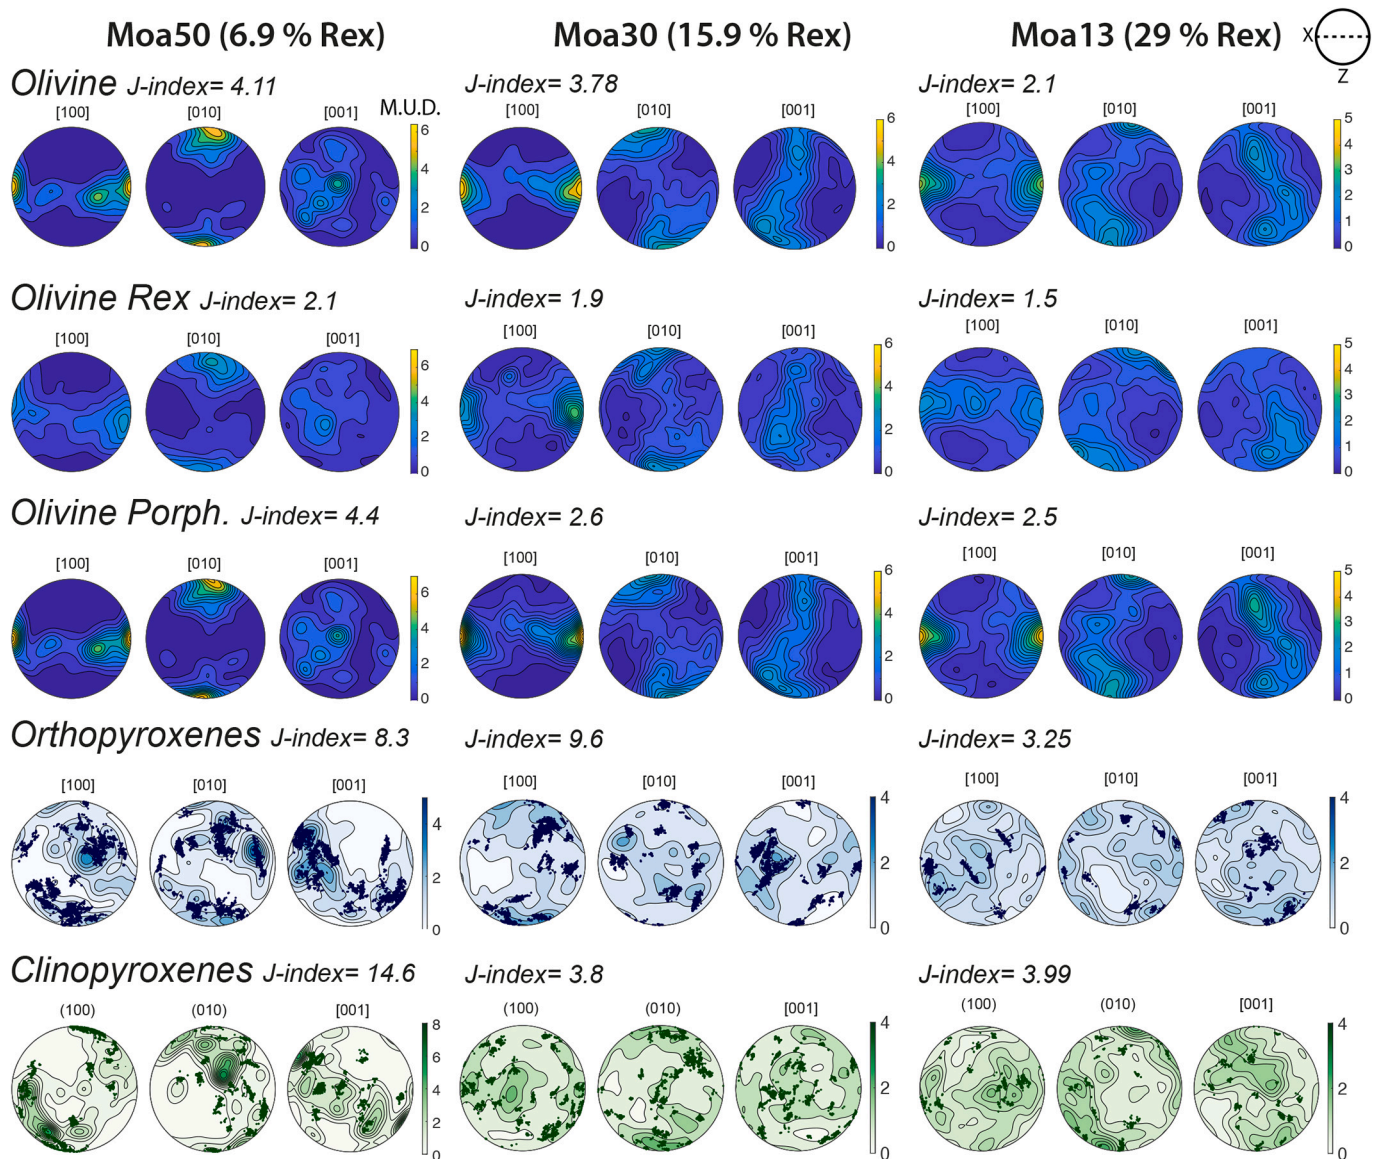 Moa50 (6.9 % Rex) Moa30 (15.9 % Rex) Moa13 (29 % Rex) X Z
Olivine J-index= 4.11 J-index= 3.78 J-index= 2.1
[100] [010] [001] M.U.D. [100] [010] [001] [100] [010] [001]
6 4 2 0 6 4 2 0 5 4 3 2 1 0
Olivine Rex J-index= 2.1 J-index= 1.9 J-index= 1.5
[100] [010] [001] [100] [010] [001] [100] [010] [001]
6 4 2 0 6 4 2 0 5 4 3 2 1 0
Olivine Porph. J-index= 4.4 J-index= 2.6 J-index= 2.5
[100] [010] [001] [100] [010] [001] [100] [010] [001]
6 4 2 0 6 4 2 0 5 4 3 2 1 0
Orthopyroxenes J-index= 8.3 J-index= 9.6 J-index= 3.25
[100] [010] [001] [100] [010] [001] [100] [010] [001]
4 2 0 4 2 0 4 2 0
Clinopyroxenes J-index= 14.6 J-index= 3.8 J-index= 3.99
(100) (010) [001] (100) (010) [001] (100) (010) [001]
8 6 4 2 0 4 2 0 4 2 0